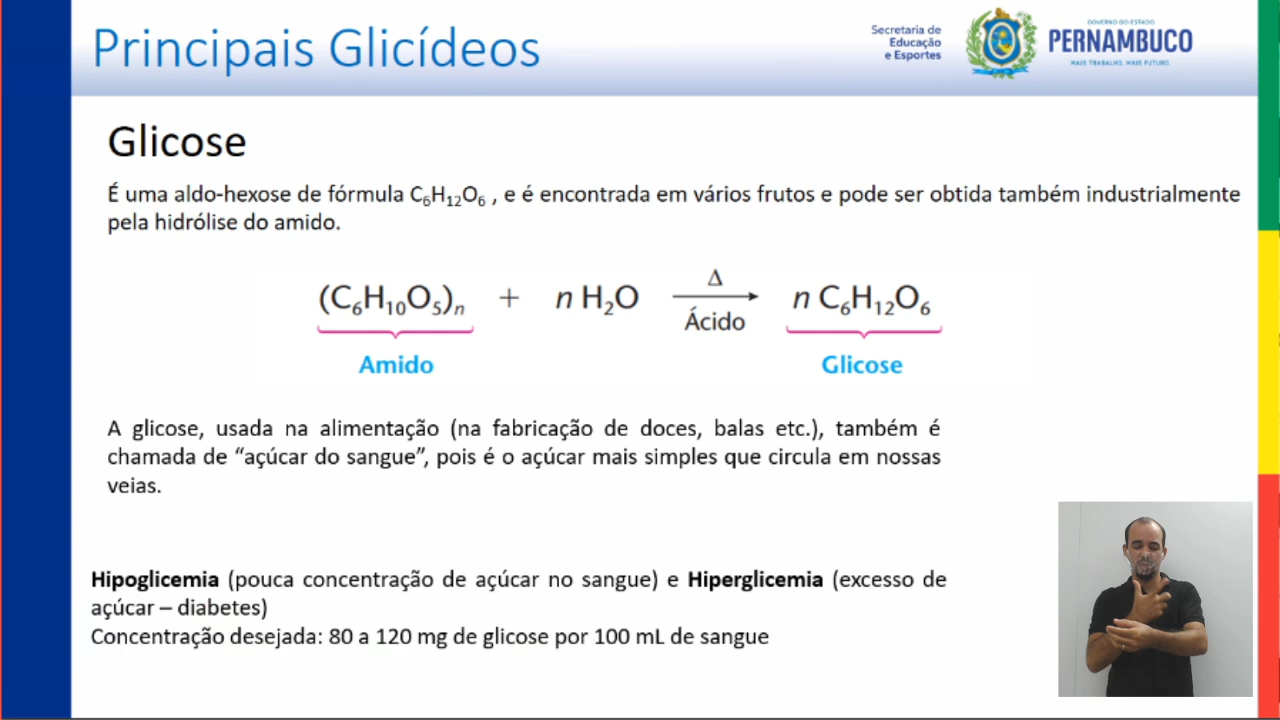 Principais Glicídeos
Secretaria de
Educação
e Esportes
GOVERNO DO ESTADO
PERNAMBUCO
MAIS TRABALHO, MAIS FUTURO.
Glicose
É uma aldo-hexose de fórmula C₆H₁₂O₆ , e é encontrada em vários frutos e pode ser obtida também industrialmente
pela hidrólise do amido.
(C₆H₁₀O₅)ₙ + n H₂O Δ Ácido n C₆H₁₂O₆
Amido Glicose
A glicose, usada na alimentação (na fabricação de doces, balas etc.), também é
chamada de “açúcar do sangue”, pois é o açúcar mais simples que circula em nossas
veias.
Hipoglicemia (pouca concentração de açúcar no sangue) e Hiperglicemia (excesso de
açúcar – diabetes)
Concentração desejada: 80 a 120 mg de glicose por 100 mL de sangue